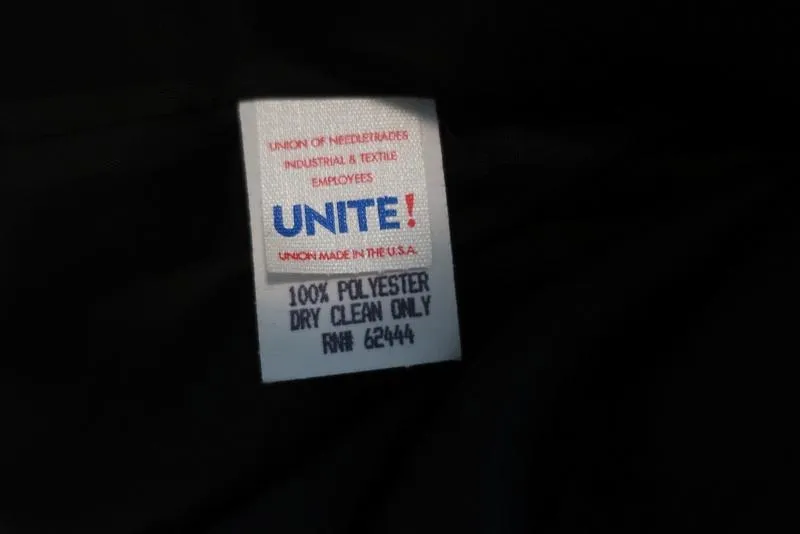 UNION OF NEEDLETRADES
INDUSTRIAL & TEXTILE
EMPLOYEES
UNITE!
UNION MADE IN THE U.S.A.
100% POLYESTER
DRY CLEAN ONLY
RN# 62444